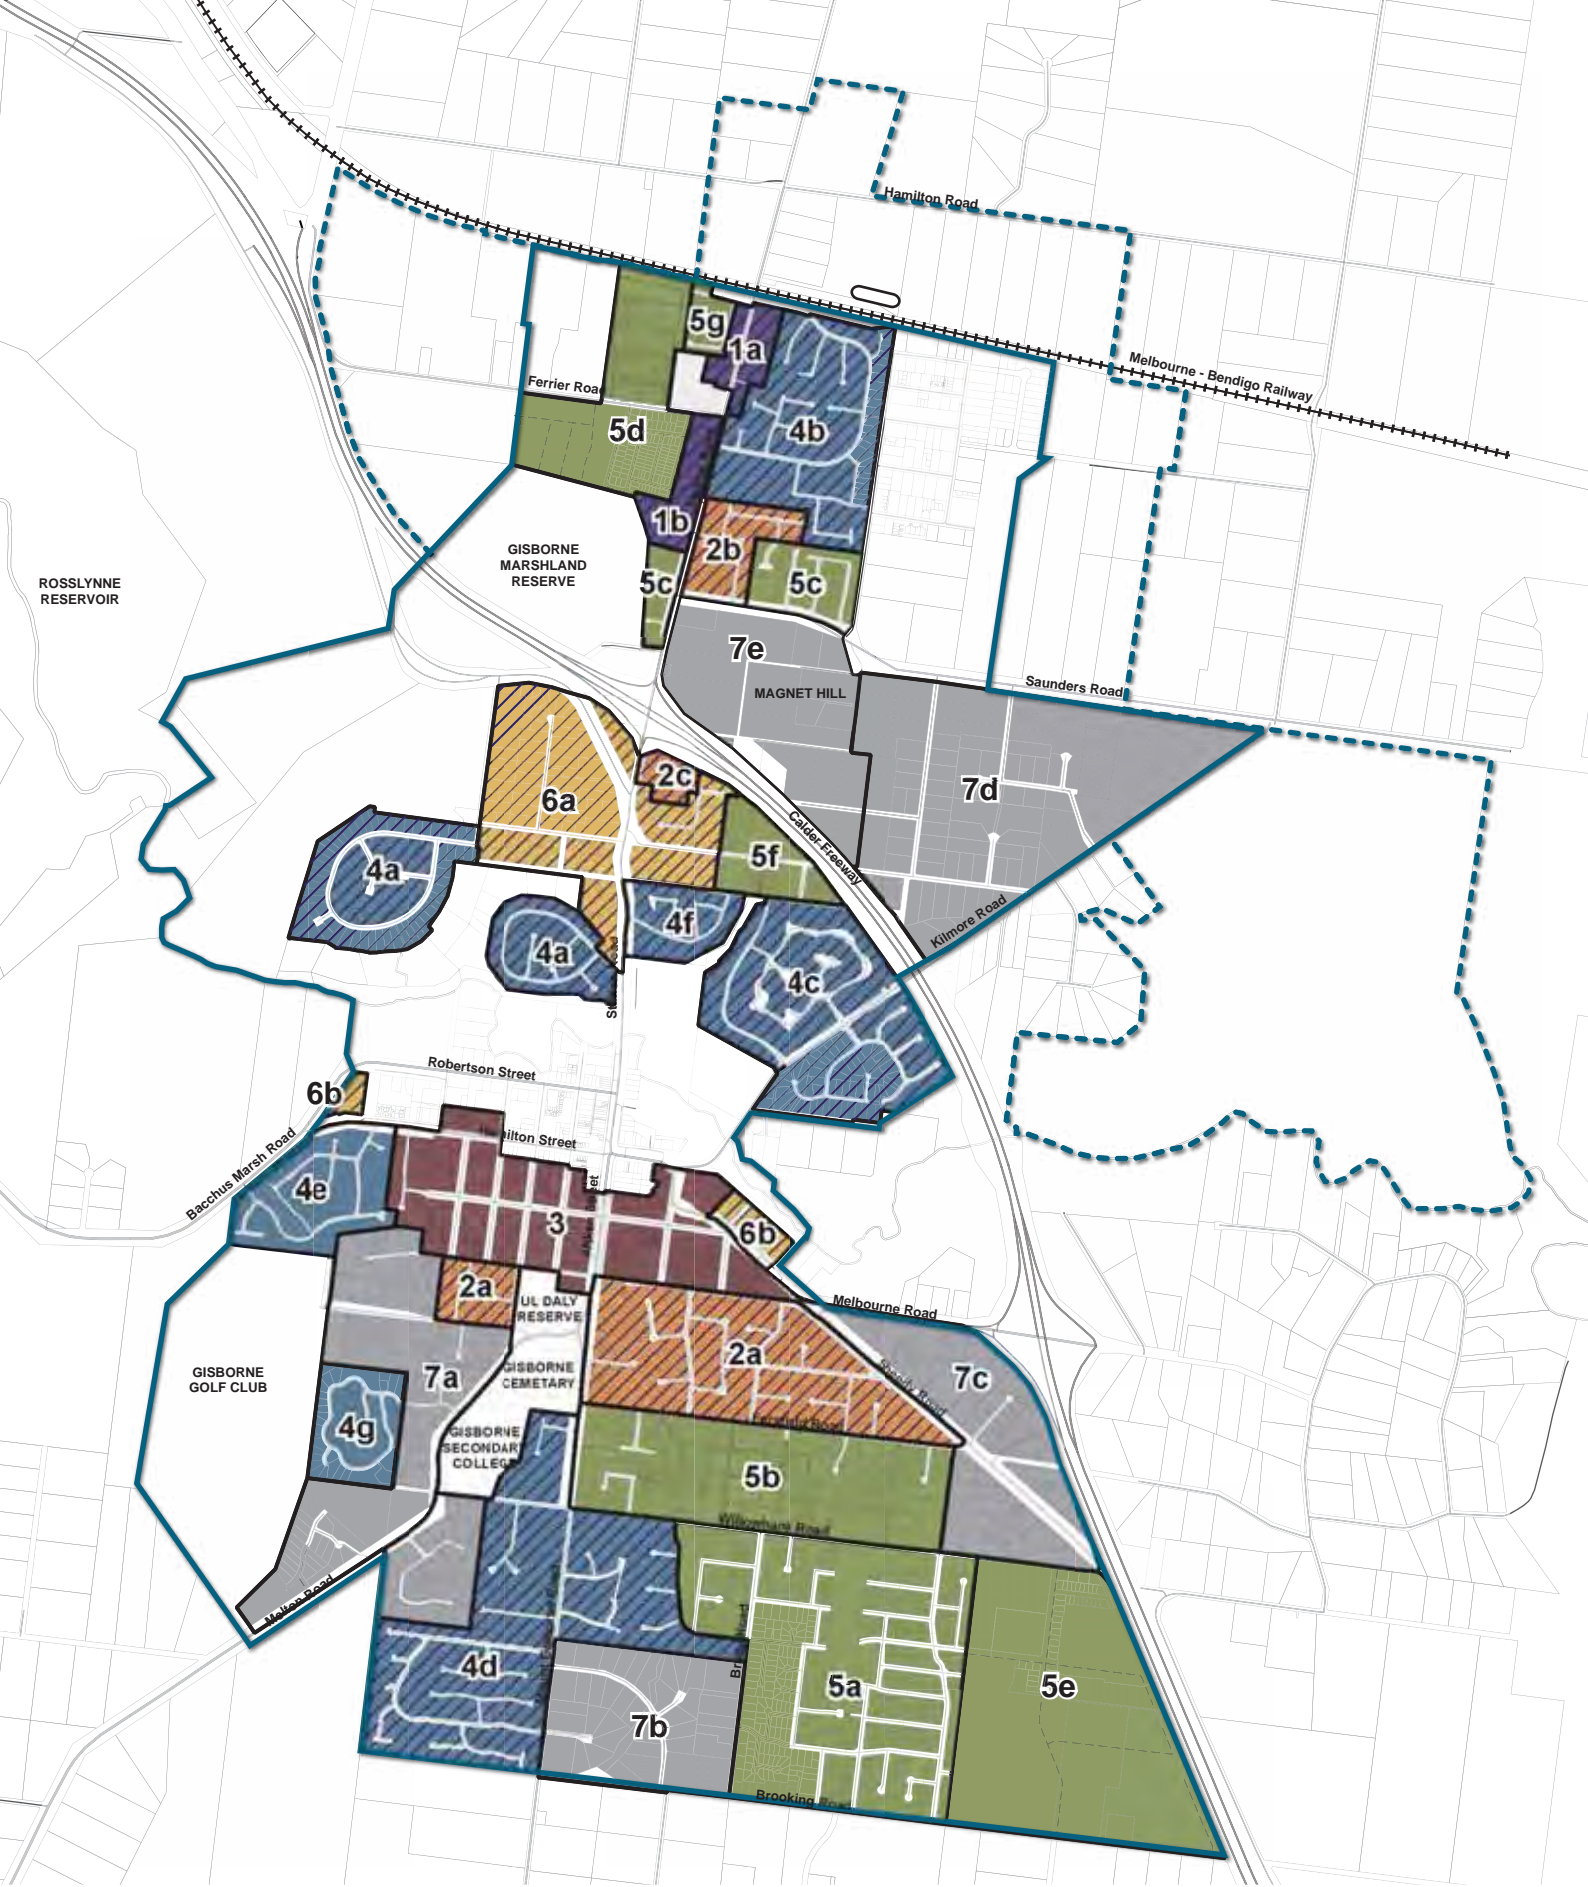 Hamilton Road
5g
1a
Melbourne - Bendigo Railway
Ferrier Road
5d
4b
1b
2b
GISBORNE
MARSHLAND
RESERVE
5c
5c
ROSSLYNNE
RESERVOIR
7e
MAGNET HILL
Saunders Road
2c
6a
7d
Calder Freeway
5f
4a
4f
4a
4c
Kilmore Road
Robertson Street
6b
Hamilton Street
Bacchus Marsh Road
4e
3
6b
2a
UL DALY
RESERVE
Melbourne Road
GISBORNE
GOLF CLUB
GISBORNE
CEMETARY
2a
7a
7c
Road
4g
GISBORNE
SECONDARY
COLLEG
Road
5b
Willowbank Road
Melton Road
4d
7b
5a
5e
Brooking Road